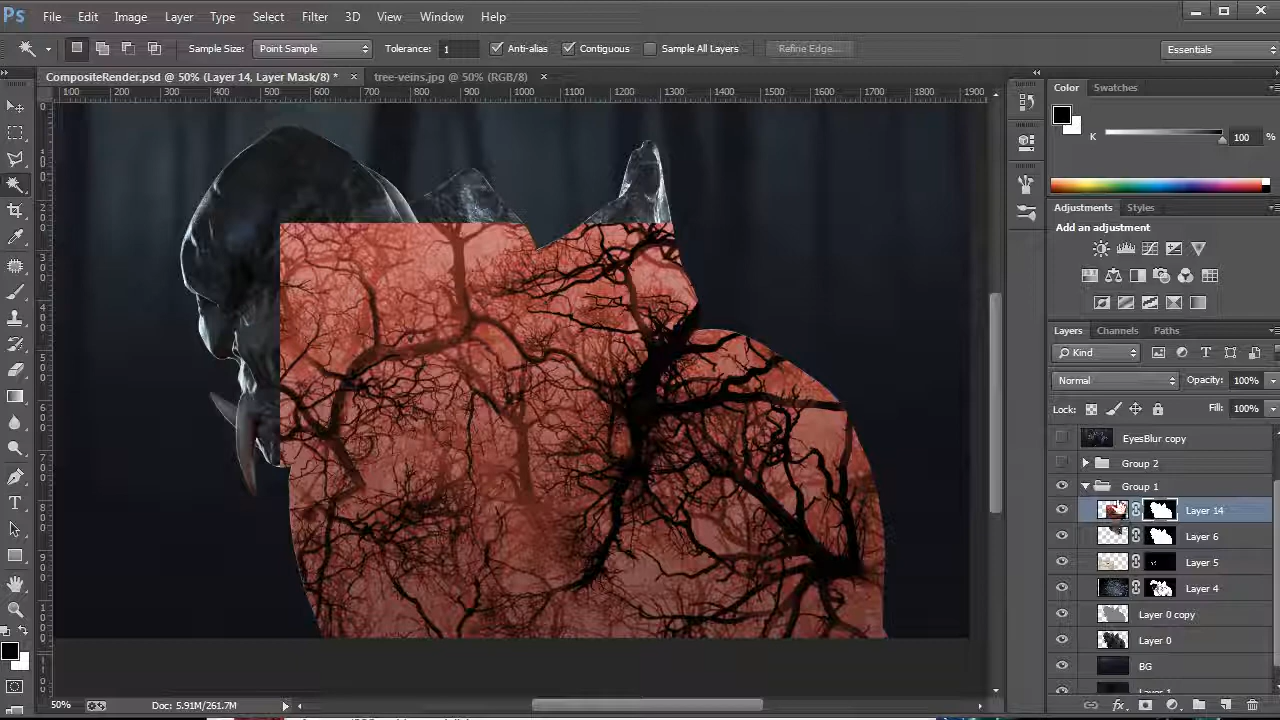 Ps File Edit Image Layer Type Select Filter 3D View Window Help
Sample Size: Point Sample Tolerance: 1 Anti-alias Contiguous Sample All Layers Refine Edge... Essentials
CompositeRender.psd @ 50% (Layer 14, Layer Mask/8) * × tree-veins.jpg @ 50% (RGB/8) ×
100 200 300 400 500 600 700 800 900 1000 1100 1200 1300 1400 1500 1600 1700 1800 1900
Color Swatches
K 100 %
Adjustments Styles
Add an adjustment
Layers Channels Paths
Kind
Normal Opacity: 100%
Lock: Fill: 100%
EyesBlur copy
Group 2
Group 1
Layer 14
Layer 6
Layer 5
Layer 4
Layer 0 copy
Layer 0
BG
Layer 1
50% Doc: 5.91M/261.7M